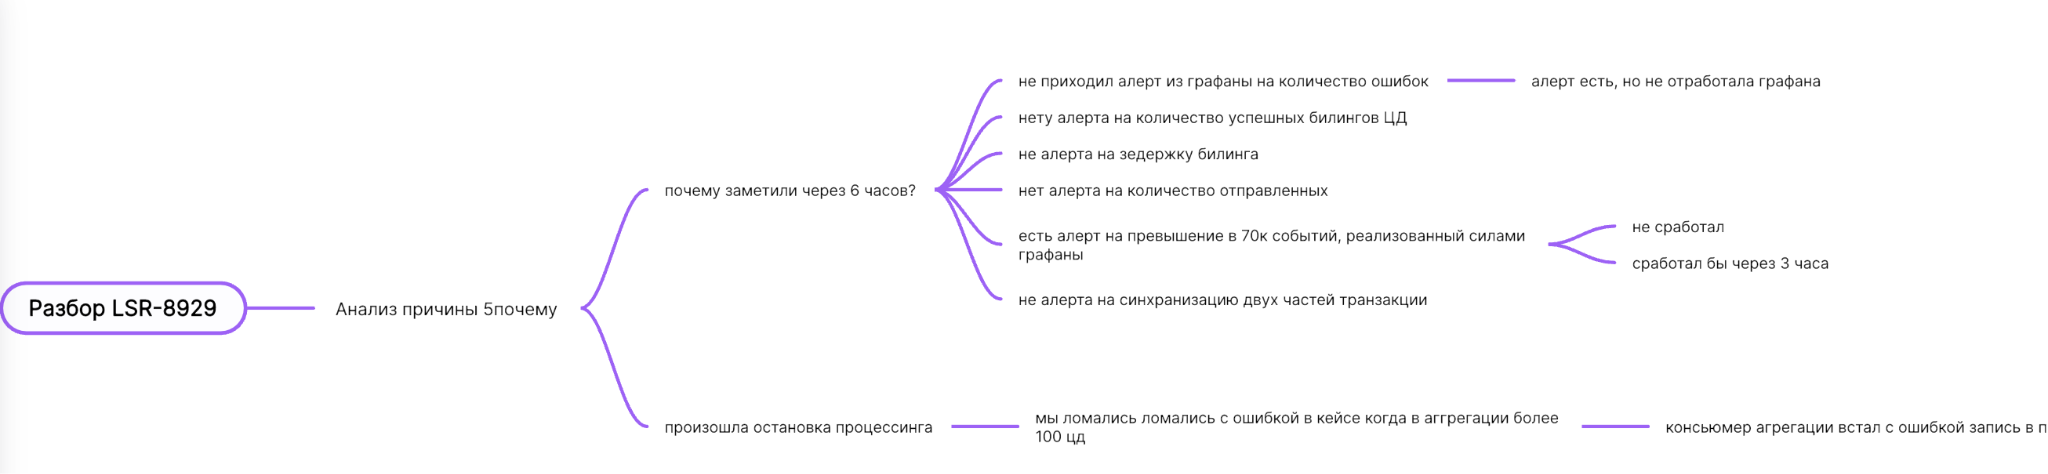 не приходил алерт из графаны на количество ошибок
алерт есть, но не отработала графана
нету алерта на количество успешных билингов ЦД
не алерта на зедержку билинга
почему заметили через 6 часов?
нет алерта на количество отправленных
есть алерт на превышение в 70к событий, реализованный силами
графаны
не сработал
сработал бы через 3 часа
не алерта на синхранизацию двух частей транзакции
Разбор LSR-8929
Анализ причины 5почему
произошла остановка процессинга
мы ломались ломались с ошибкой в кейсе когда в аггрегации более
100 цд
консьюмер агрегации встал с ошибкой запись в